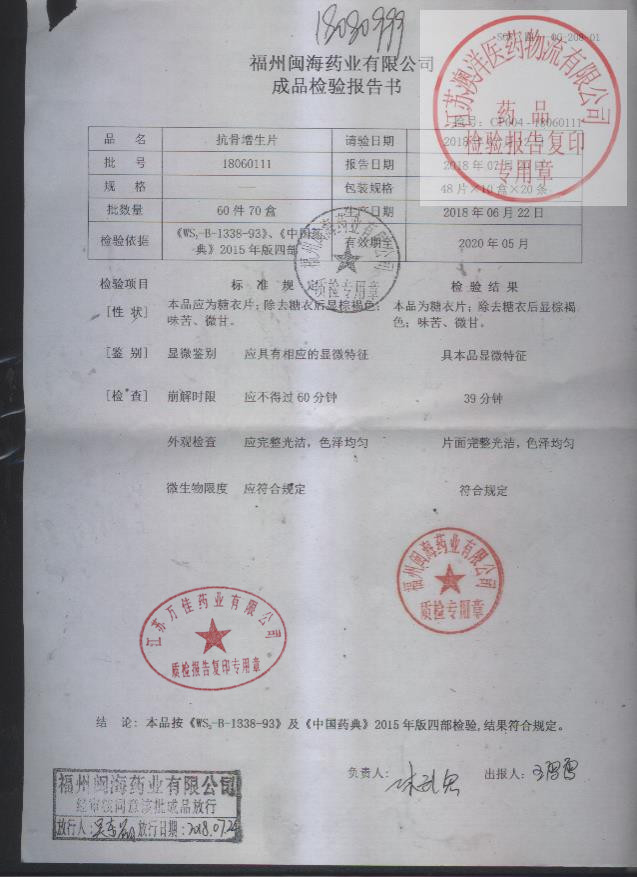 18080999
福州闽海药业有限公司
成品检验报告书
江苏澳洋医药物流有限公司
药品
检验报告复印
专用章
CP004-18060111
品 名 抗骨增生片 请验日期
批 号 18060111 报告日期
规 格 — 包装规格 48片×10盒×20条
批数量 60件70盒 生产日期 2018年06月22日
检验依据 《WS₃-B-1338-93》、《中国药典》2015年版四部 有效期至 2020年05月
福州闽海药业有限公司
质检专用章
检验项目 标准规定 检验结果
[性 状] 本品应为糖衣片;除去糖衣后显棕褐色; 本品为糖衣片;除去糖衣后显棕褐
味苦、微甘。 色;味苦、微甘。
[鉴 别] 显微鉴别 应具有相应的显微特征 具本品显微特征
[检 查] 崩解时限 应不得过60分钟 39分钟
外观检查 应完整光洁,色泽均匀 片面完整光洁,色泽均匀
微生物限度 应符合规定 符合规定
福州闽海药业有限公司
质检专用章
江苏万佳药业有限公司
质检报告复印专用章
结 论:本品按《WS₃-B-1338-93》及《中国药典》2015年版四部检验,结果符合规定。
负责人: 出报人:
福州闽海药业有限公司
经审核同意该批成品放行
放行人: 放行日期:2018.07.25